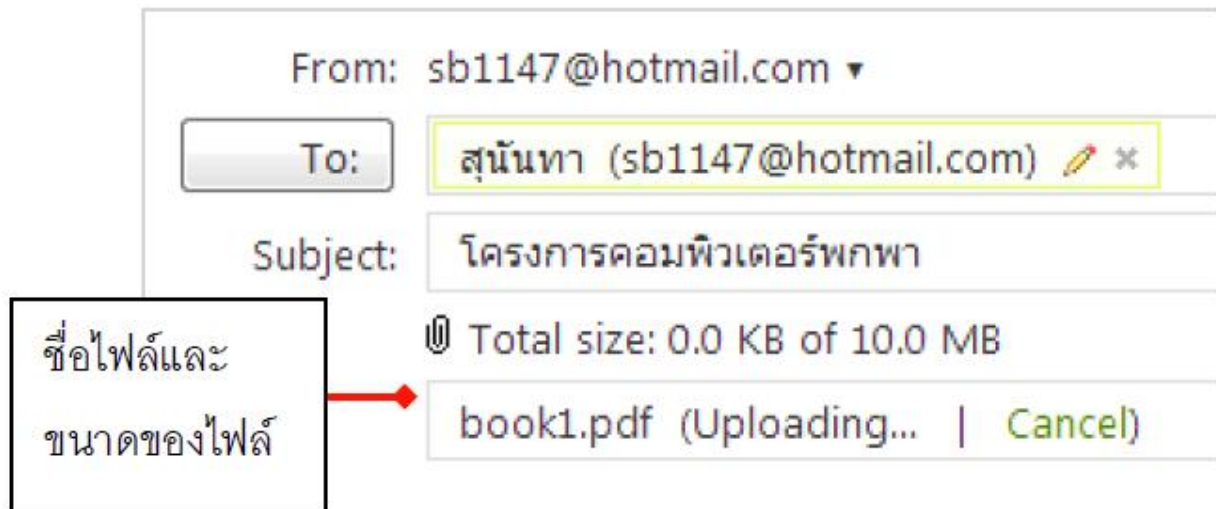 From: sb1147@hotmail.com ▾
To: สุนันทา (sb1147@hotmail.com)
Subject: โครงการคอมพิวเตอร์พกพา
Total size: 0.0 KB of 10.0 MB
book1.pdf (Uploading... | Cancel)
ชื่อไฟล์และ
ขนาดของไฟล์